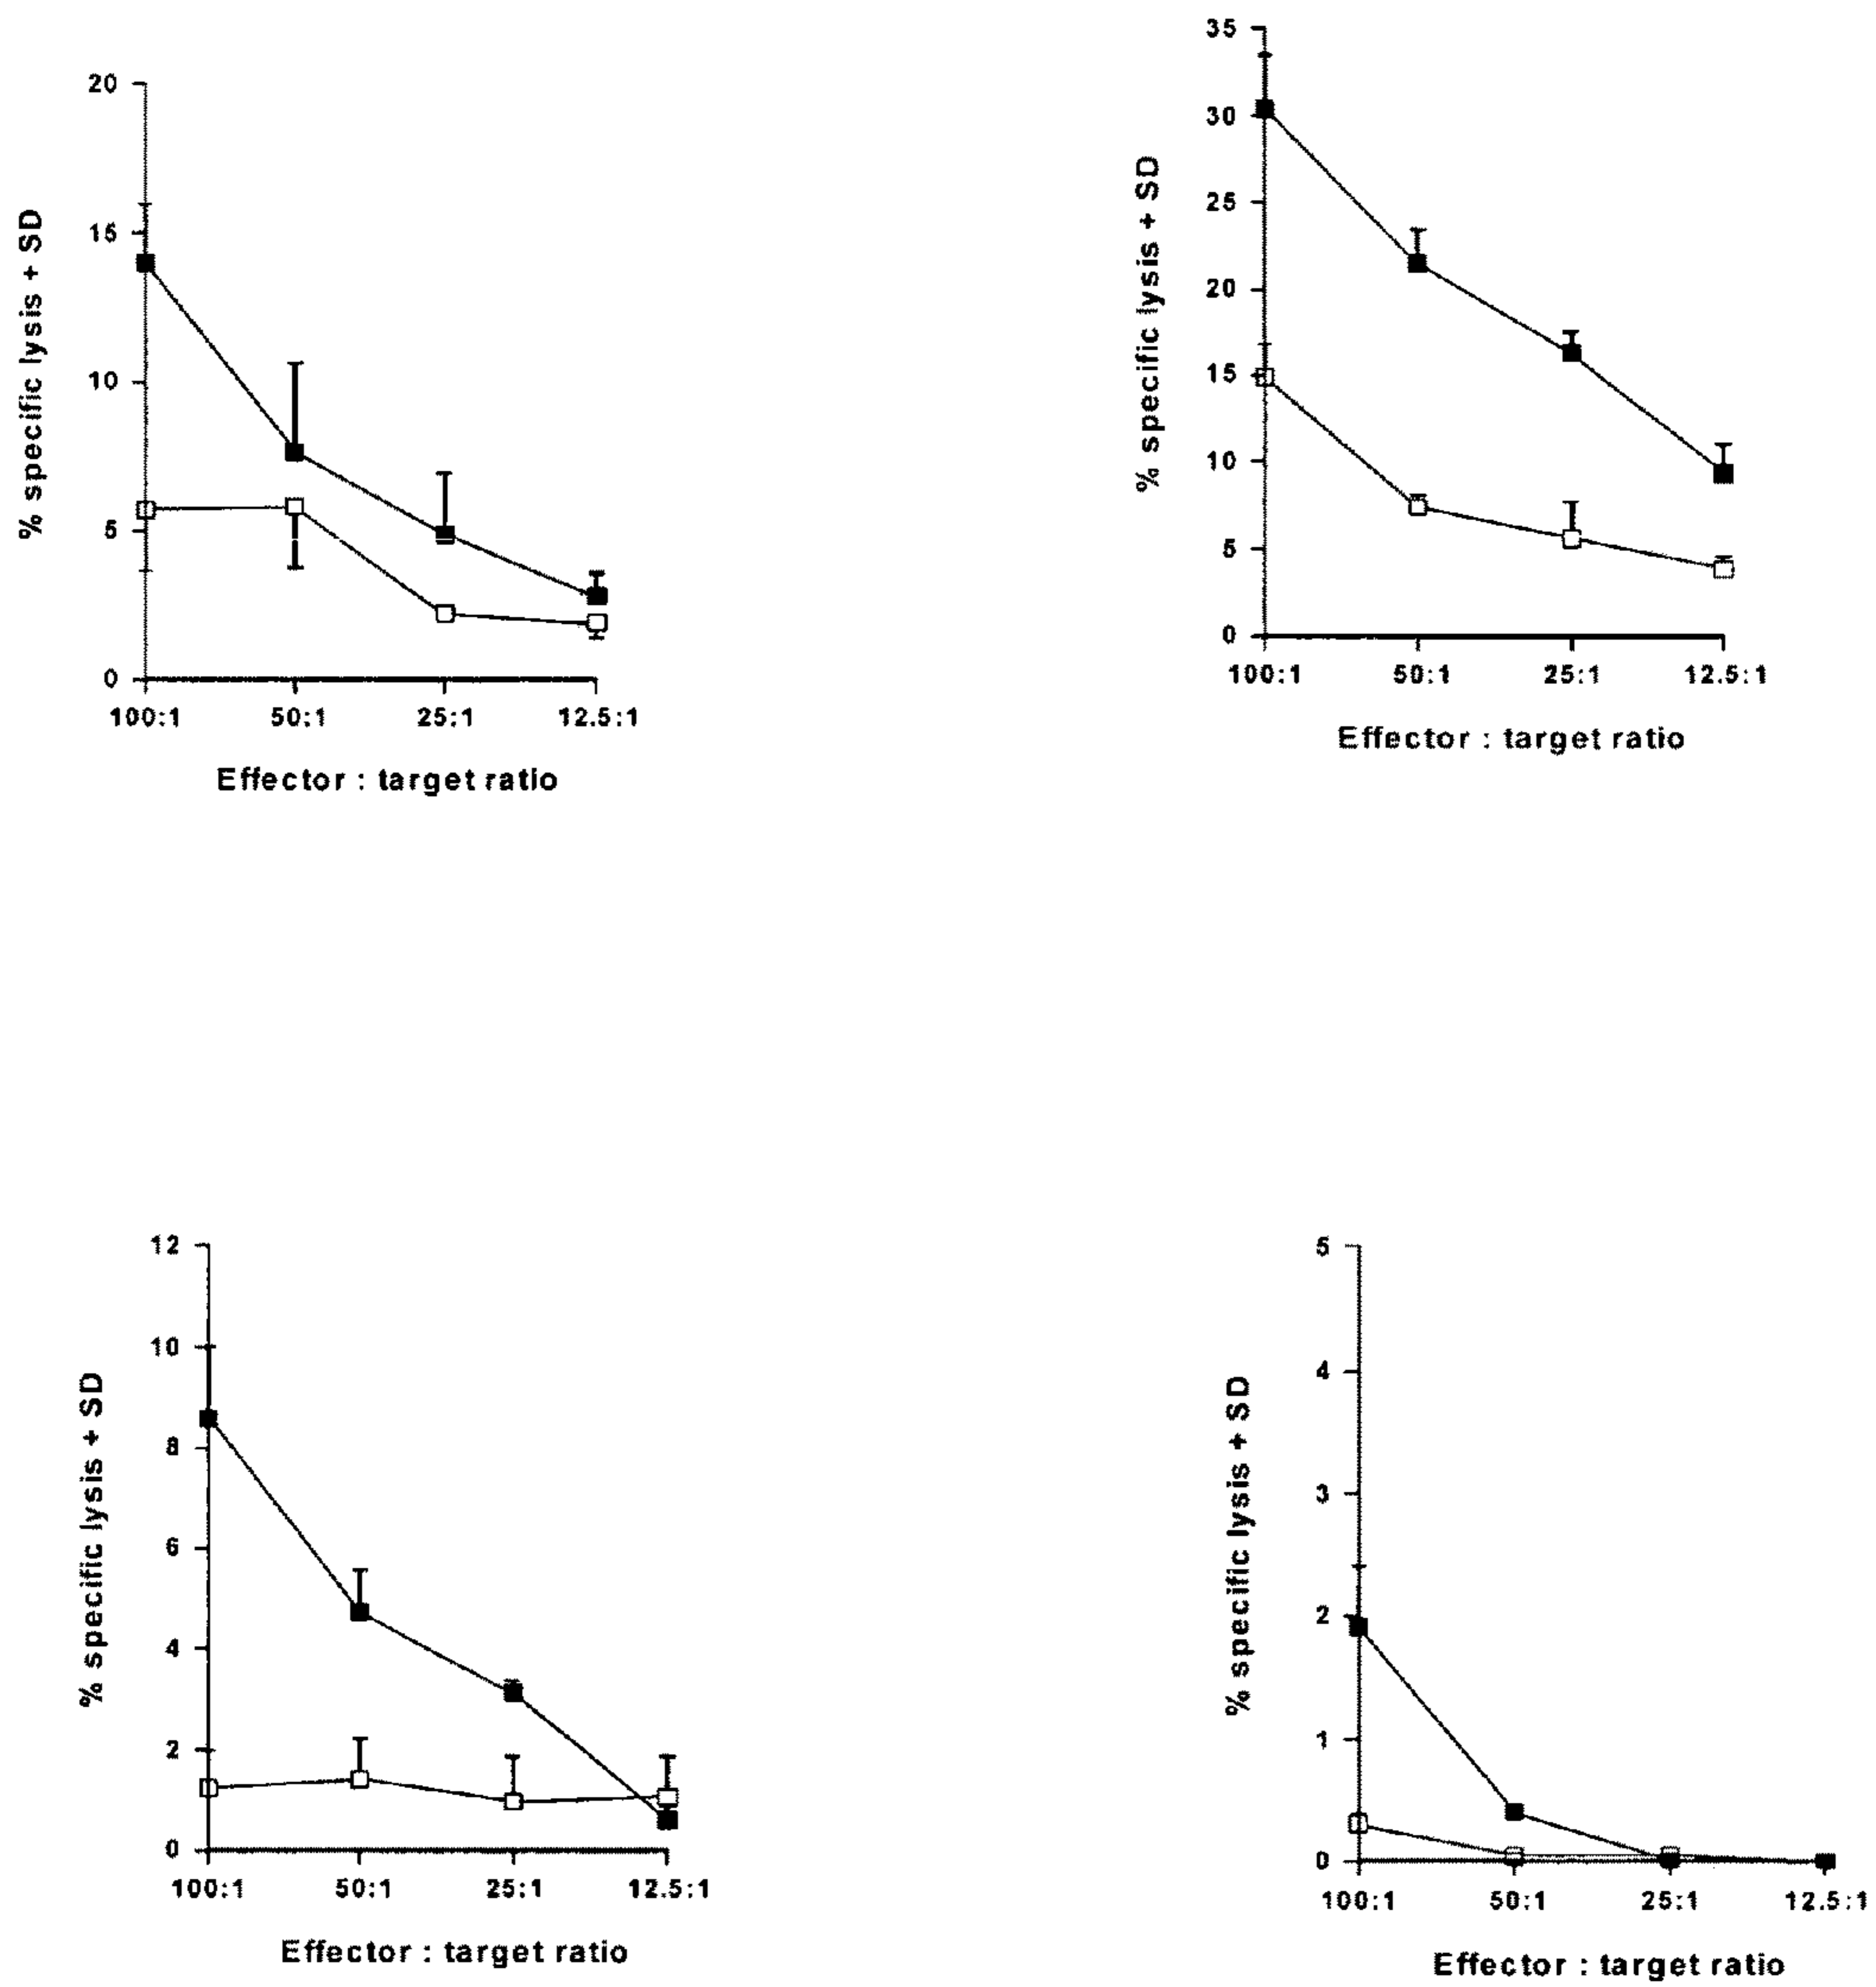 % specific lysis + SD
20
15
10
5
0
100:1 50:1 25:1 12.5:1
Effector : target ratio
% specific lysis + SD
35
30
25
20
15
10
5
0
100:1 50:1 25:1 12.5:1
Effector : target ratio
% specific lysis + SD
12
10
8
6
4
2
0
100:1 50:1 25:1 12.5:1
Effector : target ratio
% specific lysis + SD
5
4
3
2
1
0
100:1 50:1 25:1 12.5:1
Effector : target ratio